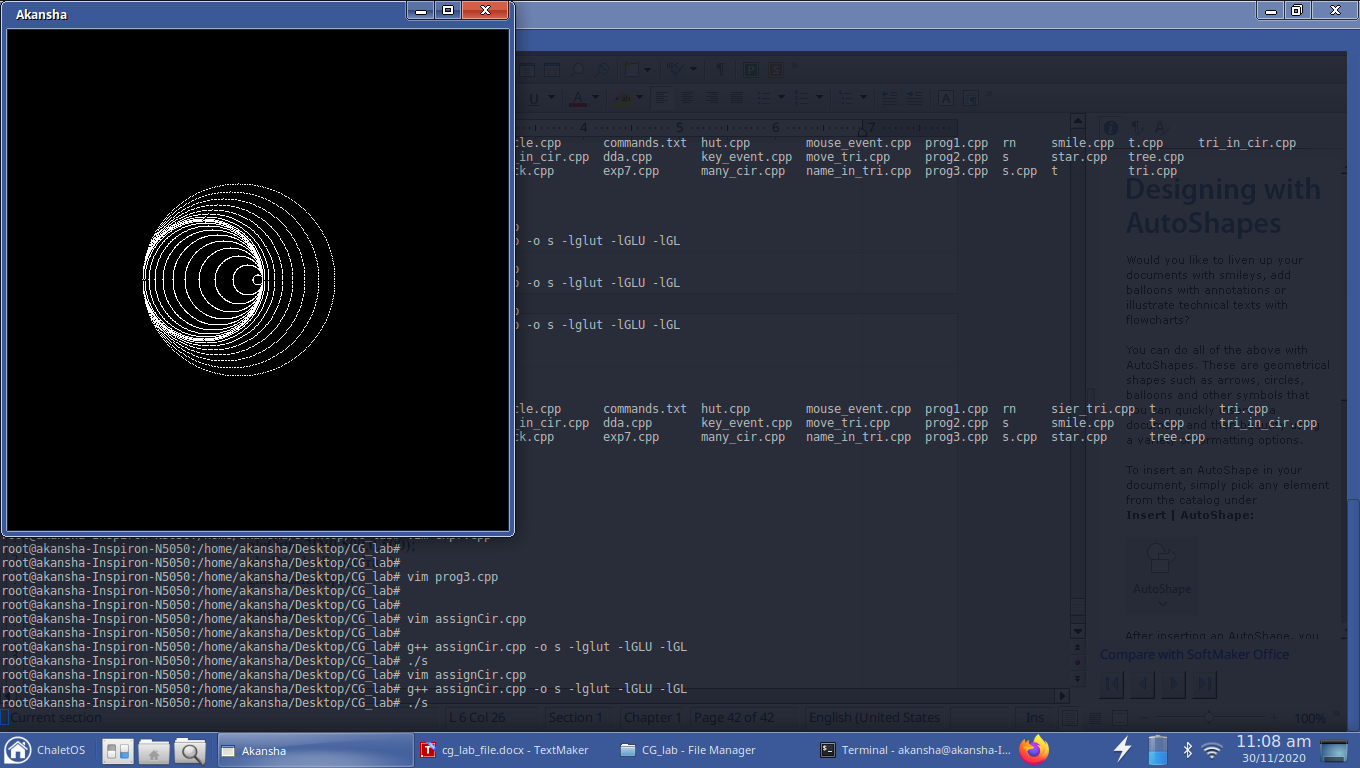 Akansha
4 5 6 7
cle.cpp commands.txt hut.cpp mouse_event.cpp prog1.cpp rn smile.cpp t.cpp tri_in_cir.cpp
_in_cir.cpp dda.cpp key_event.cpp move_tri.cpp prog2.cpp s star.cpp tree.cpp
ck.cpp exp7.cpp many_cir.cpp name_in_tri.cpp prog3.cpp s.cpp t tri.cpp
-o s -lglut -lGLU -lGL
-o s -lglut -lGLU -lGL
-o s -lglut -lGLU -lGL
cle.cpp commands.txt hut.cpp mouse_event.cpp prog1.cpp rn sier_tri.cpp t tri.cpp
_in_cir.cpp dda.cpp key_event.cpp move_tri.cpp prog2.cpp s smile.cpp t.cpp tri_in_cir.cpp
ck.cpp exp7.cpp many_cir.cpp name_in_tri.cpp prog3.cpp s.cpp star.cpp tree.cpp
root@akansha-Inspiron-N5050:/home/akansha/Desktop/CG_lab#
root@akansha-Inspiron-N5050:/home/akansha/Desktop/CG_lab#
root@akansha-Inspiron-N5050:/home/akansha/Desktop/CG_lab# vim prog3.cpp
root@akansha-Inspiron-N5050:/home/akansha/Desktop/CG_lab#
root@akansha-Inspiron-N5050:/home/akansha/Desktop/CG_lab#
root@akansha-Inspiron-N5050:/home/akansha/Desktop/CG_lab# vim assignCir.cpp
root@akansha-Inspiron-N5050:/home/akansha/Desktop/CG_lab#
root@akansha-Inspiron-N5050:/home/akansha/Desktop/CG_lab# g++ assignCir.cpp -o s -lglut -lGLU -lGL
root@akansha-Inspiron-N5050:/home/akansha/Desktop/CG_lab# ./s
root@akansha-Inspiron-N5050:/home/akansha/Desktop/CG_lab# vim assignCir.cpp
root@akansha-Inspiron-N5050:/home/akansha/Desktop/CG_lab# g++ assignCir.cpp -o s -lglut -lGLU -lGL
root@akansha-Inspiron-N5050:/home/akansha/Desktop/CG_lab# ./s
Designing with
AutoShapes
Would you like to liven up your
documents with smileys, add
balloons with annotations or
illustrate technical texts with
flowcharts?
You can do all of the above with
AutoShapes. These are geometrical
shapes such as arrows, circles,
balloons and other symbols that
can quickly
and
formatting options.
To insert an AutoShape in your
document, simply pick any element
from the catalog under
Insert | AutoShape:
AutoShape
After inserting an AutoShape, you
Compare with SoftMaker Office
Current section L 6 Col 26 Section 1 Chapter 1 Page 42 of 42 English (United States Ins 100%
ChaletOS Akansha cg_lab_file.docx - TextMaker CG_lab - File Manager Terminal - akansha@akansha-I... 11:08 am
30/11/2020